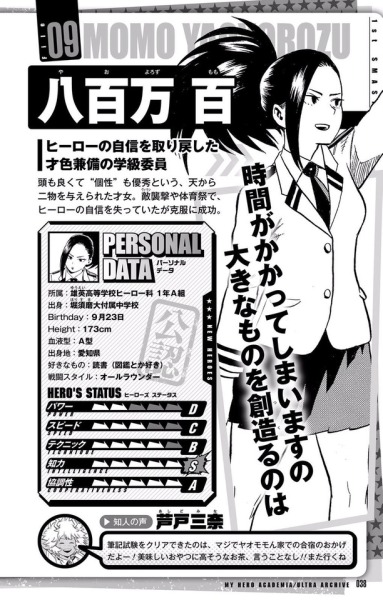 09
MOMO YAOYOROZU
1st SMAS
や お よろず もも
八百万 百
ヒーローの自信を取り戻した
才色兼備の学級委員
頭も良くて“個性”も優秀という、天から
二物を与えられた才女。敵襲撃や体育祭で、
ヒーローの自信を失っていたが克服に成功。
時間がかかってしまいますの
大きなものを創造るのは
PERSONAL
DATA パーソナルデータ
所属：雄英高等学校ヒーロー科 1年A組
出身：堀須磨大付属中学校
Birthday：9月23日
Height：173cm
血液型：A型
出身地：愛知県
好きなもの：読書（図鑑とか好き）
戦闘スタイル：オールラウンダー
公認
NEW HEROES
HERO'S STATUS ヒーローズ ステータス
パワー D
スピード C
テクニック B
知力 S
協調性 A
▶知人の声 芦戸三奈
筆記試験をクリアできたのは、マジでヤオモモん家での合宿のおかげ
だよー！美味しいおやつに高そうなお茶、言うことなし!!また行くね
MY HERO ACADEMIA/ULTRA ARCHIVE 038